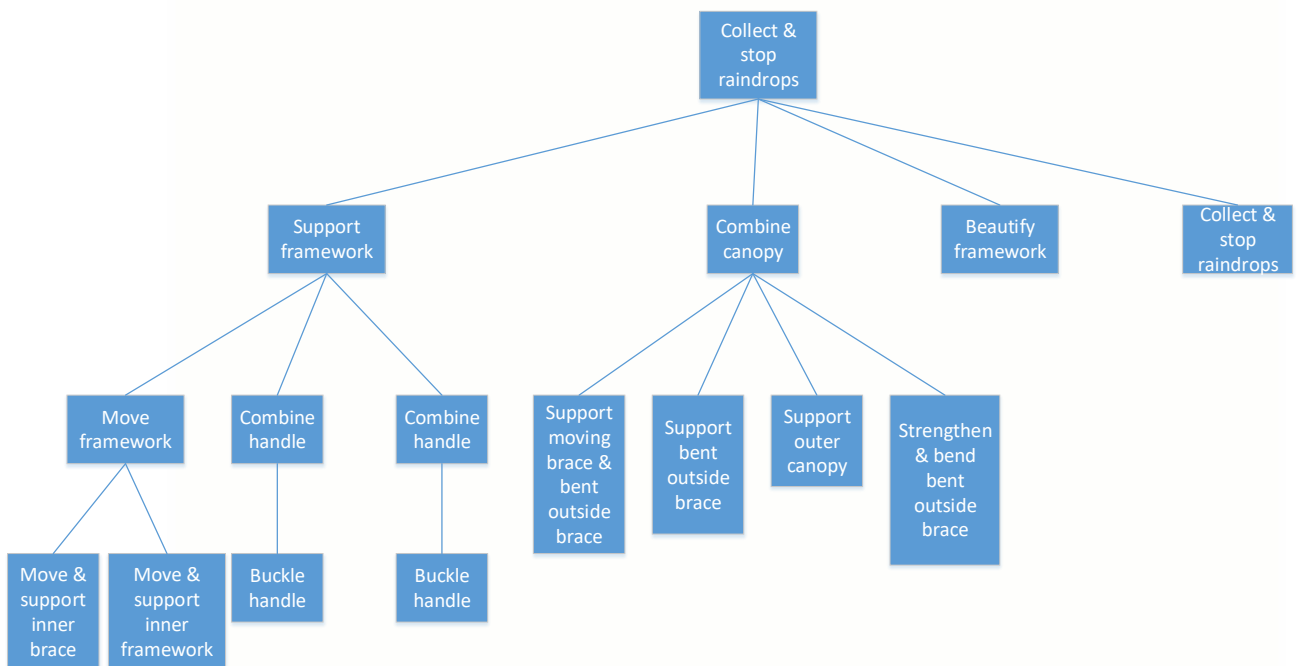 Collect &
stop
raindrops
Support
framework
Combine
canopy
Beautify
framework
Collect &
stop
raindrops
Move
framework
Combine
handle
Combine
handle
Support
moving
brace &
bent
outside
brace
Support
bent
outside
brace
Support
outer
canopy
Strengthen
& bend
bent
outside
brace
Move &
support
inner
brace
Move &
support
inner
framework
Buckle
handle
Buckle
handle